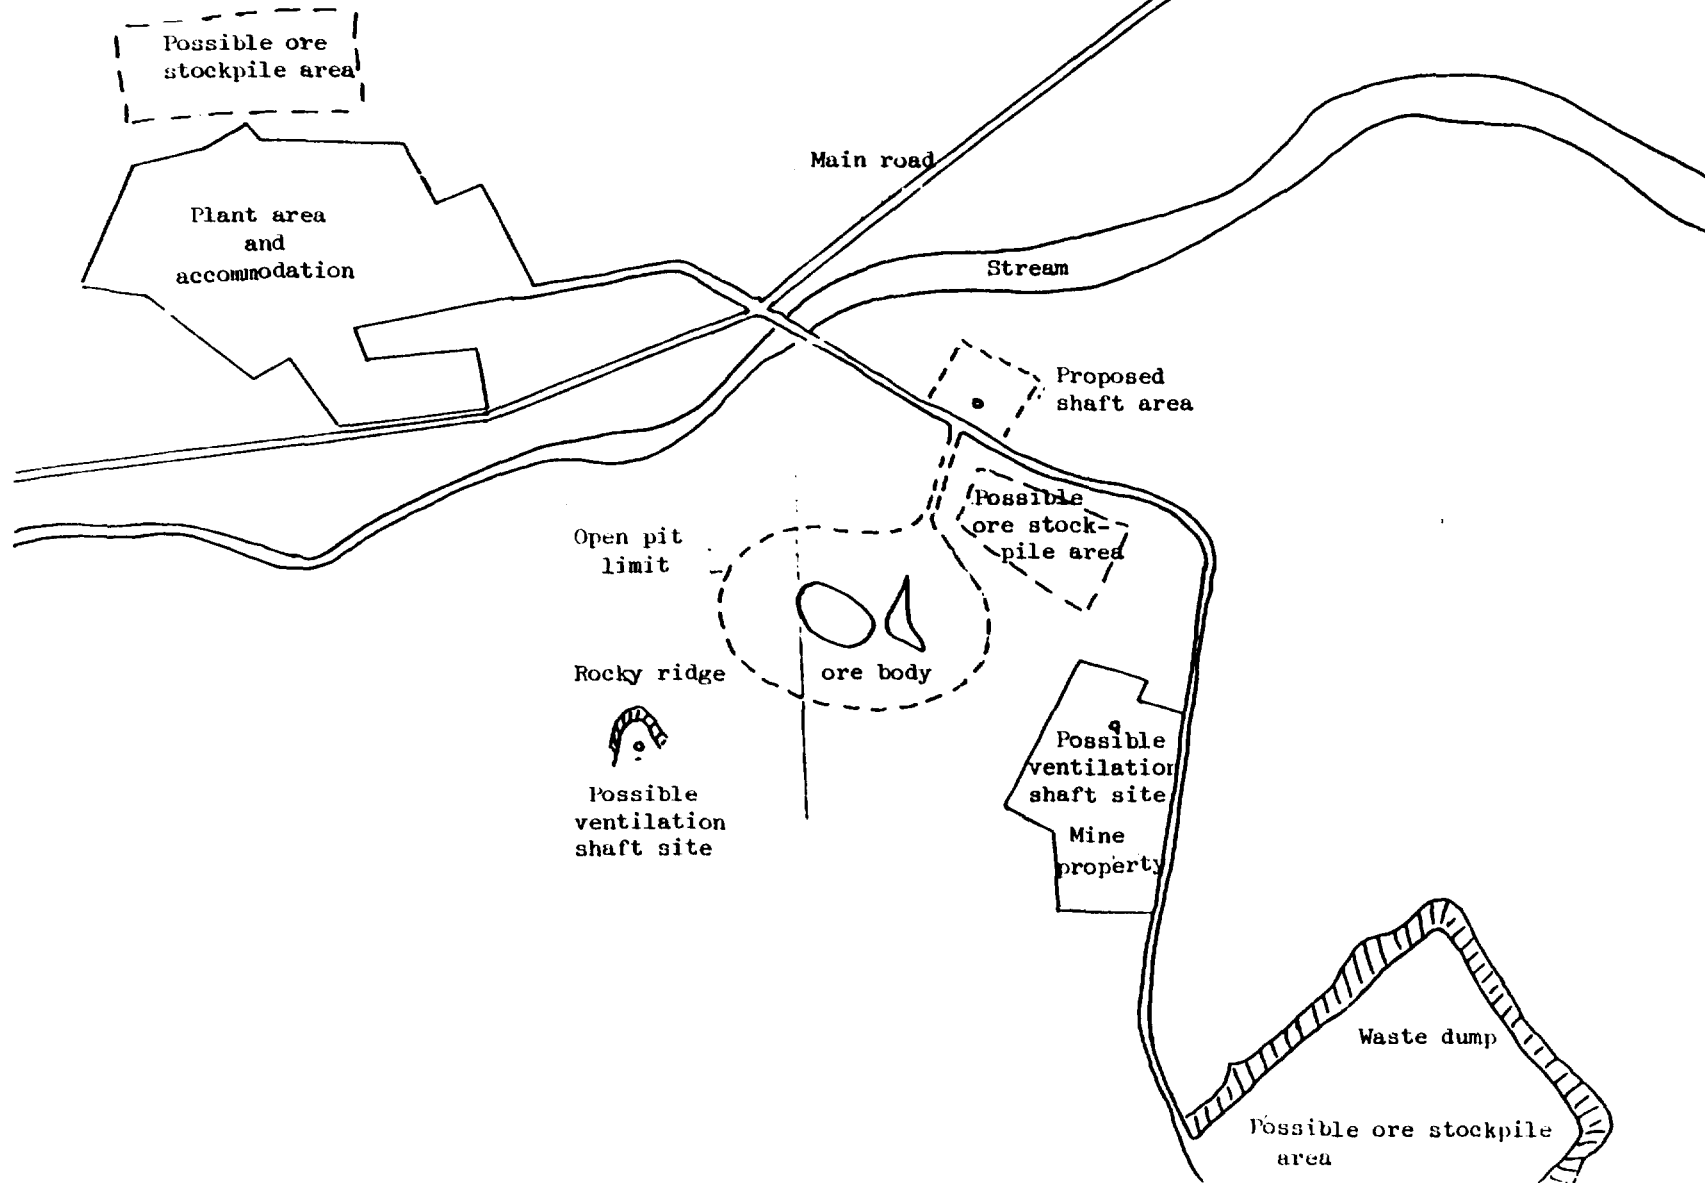 Possible ore
stockpile area
Main road
Plant area
and
accommodation
Stream
Proposed
shaft area
Possible
ore stock-
pile area
Open pit
limit
Rocky ridge
ore body
Possible
ventilation
shaft site
Possible
ventilation
shaft site
Mine
property
Waste dump
Possible ore stockpile
area